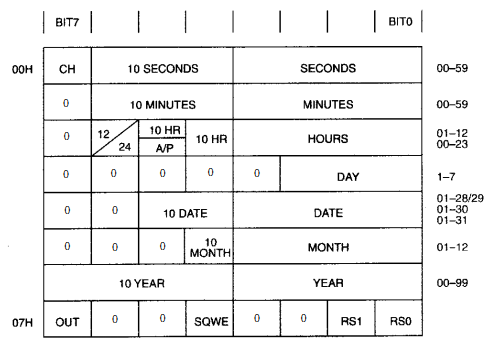 BIT7 BIT0
00H CH 10 SECONDS SECONDS 00–59
0 10 MINUTES MINUTES 00–59
0 12/24 10 HR A/P 10 HR HOURS 01–12 00–23
0 0 0 0 0 DAY 1–7
0 0 10 DATE DATE 01–28/29 01–30 01–31
0 0 0 10 MONTH MONTH 01–12
10 YEAR YEAR 00–99
07H OUT 0 0 SQWE 0 0 RS1 RS0